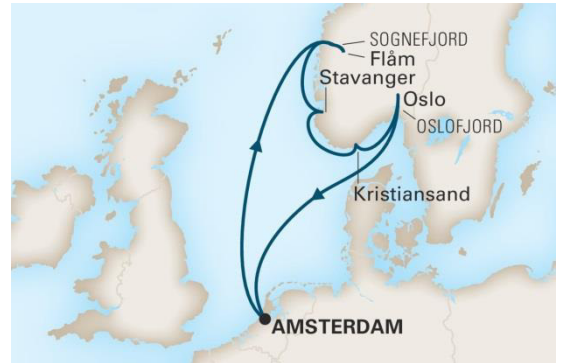 SOGNEFJORD
Flåm
Stavanger
Oslo
OSLOFJORD
Kristiansand
AMSTERDAM